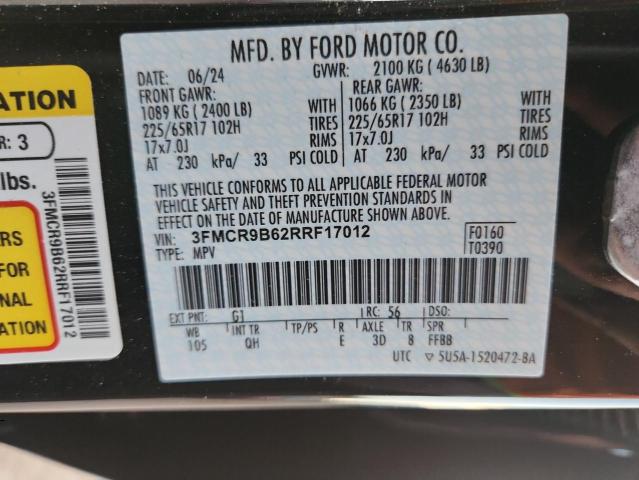 MFD. BY FORD MOTOR CO.
DATE: 06/24 GVWR: 2100 KG ( 4630 LB)
FRONT GAWR: REAR GAWR:
1089 KG ( 2400 LB) WITH 1066 KG ( 2350 LB) WITH
225/65R17 102H TIRES 225/65R17 102H TIRES
17x7.0J RIMS 17x7.0J RIMS
AT 230 kPa/ 33 PSI COLD AT 230 kPa/ 33 PSI COLD
THIS VEHICLE CONFORMS TO ALL APPLICABLE FEDERAL MOTOR
VEHICLE SAFETY AND THEFT PREVENTION STANDARDS IN
EFFECT ON THE DATE OF MANUFACTURE SHOWN ABOVE.
VIN: 3FMCR9B62RRF17012 F0160
TYPE: MPV T0390
EXT PNT: G1 RC: 56 DSO:
WB INT TR TP/PS R AXLE TR SPR
105 QH E 3D 8 FFBB
UTC ▽ 5U5A-1520472-BA
ATION
R: 3
lbs.
3FMCR9B62RRF17012
ERS
FOR
NAL
ATION